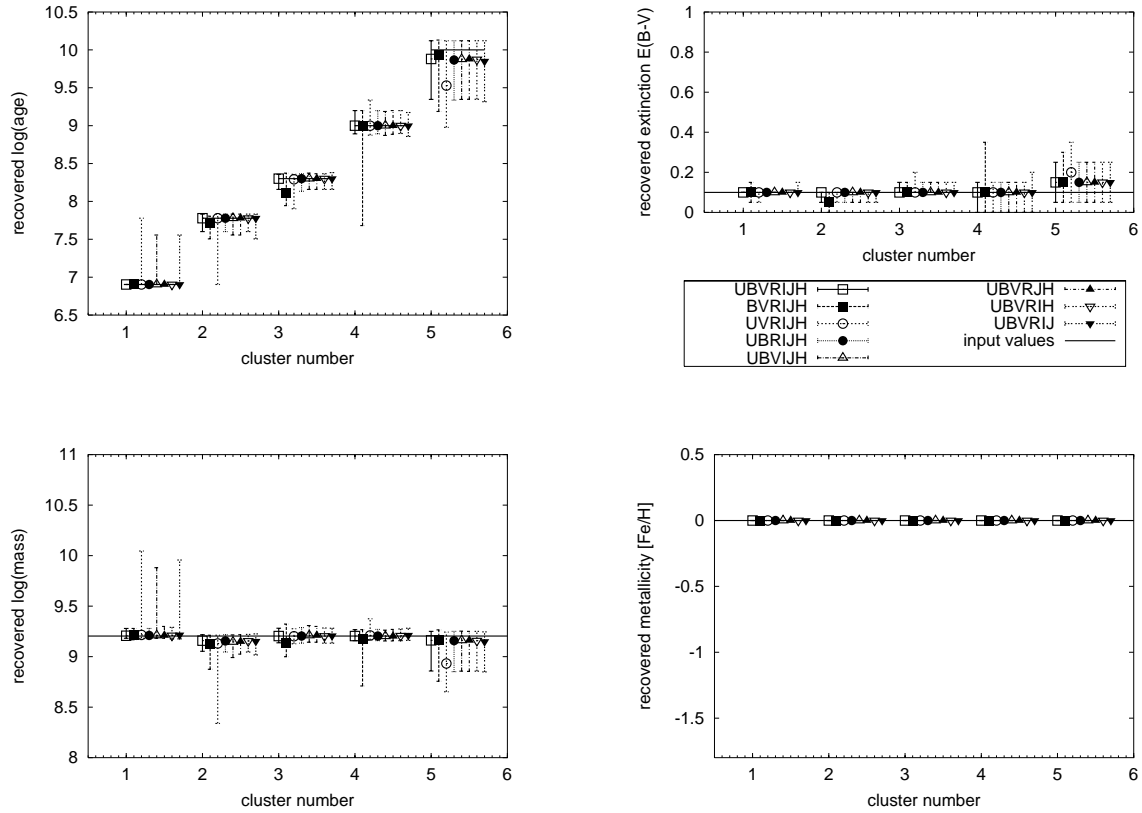 recovered log(age)
10
9.5
9
8.5
8
7.5
7
6.5
1 2 3 4 5 6
cluster number
recovered extinction E(B-V)
1
0.8
0.6
0.4
0.2
0
1 2 3 4 5 6
cluster number
UBVRIJH
BVRIJH
UVRIJH
UBRIJH
UBVIJH
UBVRJH
UBVRIH
UBVRIJ
input values
recovered log(mass)
11
10.5
10
9.5
9
8.5
8
1 2 3 4 5 6
cluster number
recovered metallicity [Fe/H]
0.5
0
-0.5
-1
-1.5
1 2 3 4 5 6
cluster number